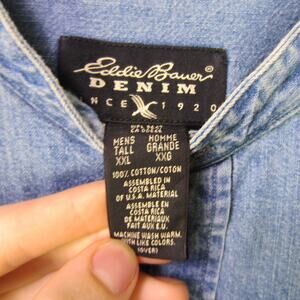 Eddie Bauer®
DENIM
NCE 1920
MENS HOMME
TALL GRANDE
XXL XXG
100% COTTON/COTON
ASSEMBLED IN
COSTA RICA
OF U.S.A. MATERIAL
ASSEMBLE EN
COSTA RICA
DE MATERIAUX
FAIT AUX E.U.
MACHINE WASH WARM,
WITH LIKE COLORS.
(OVER)